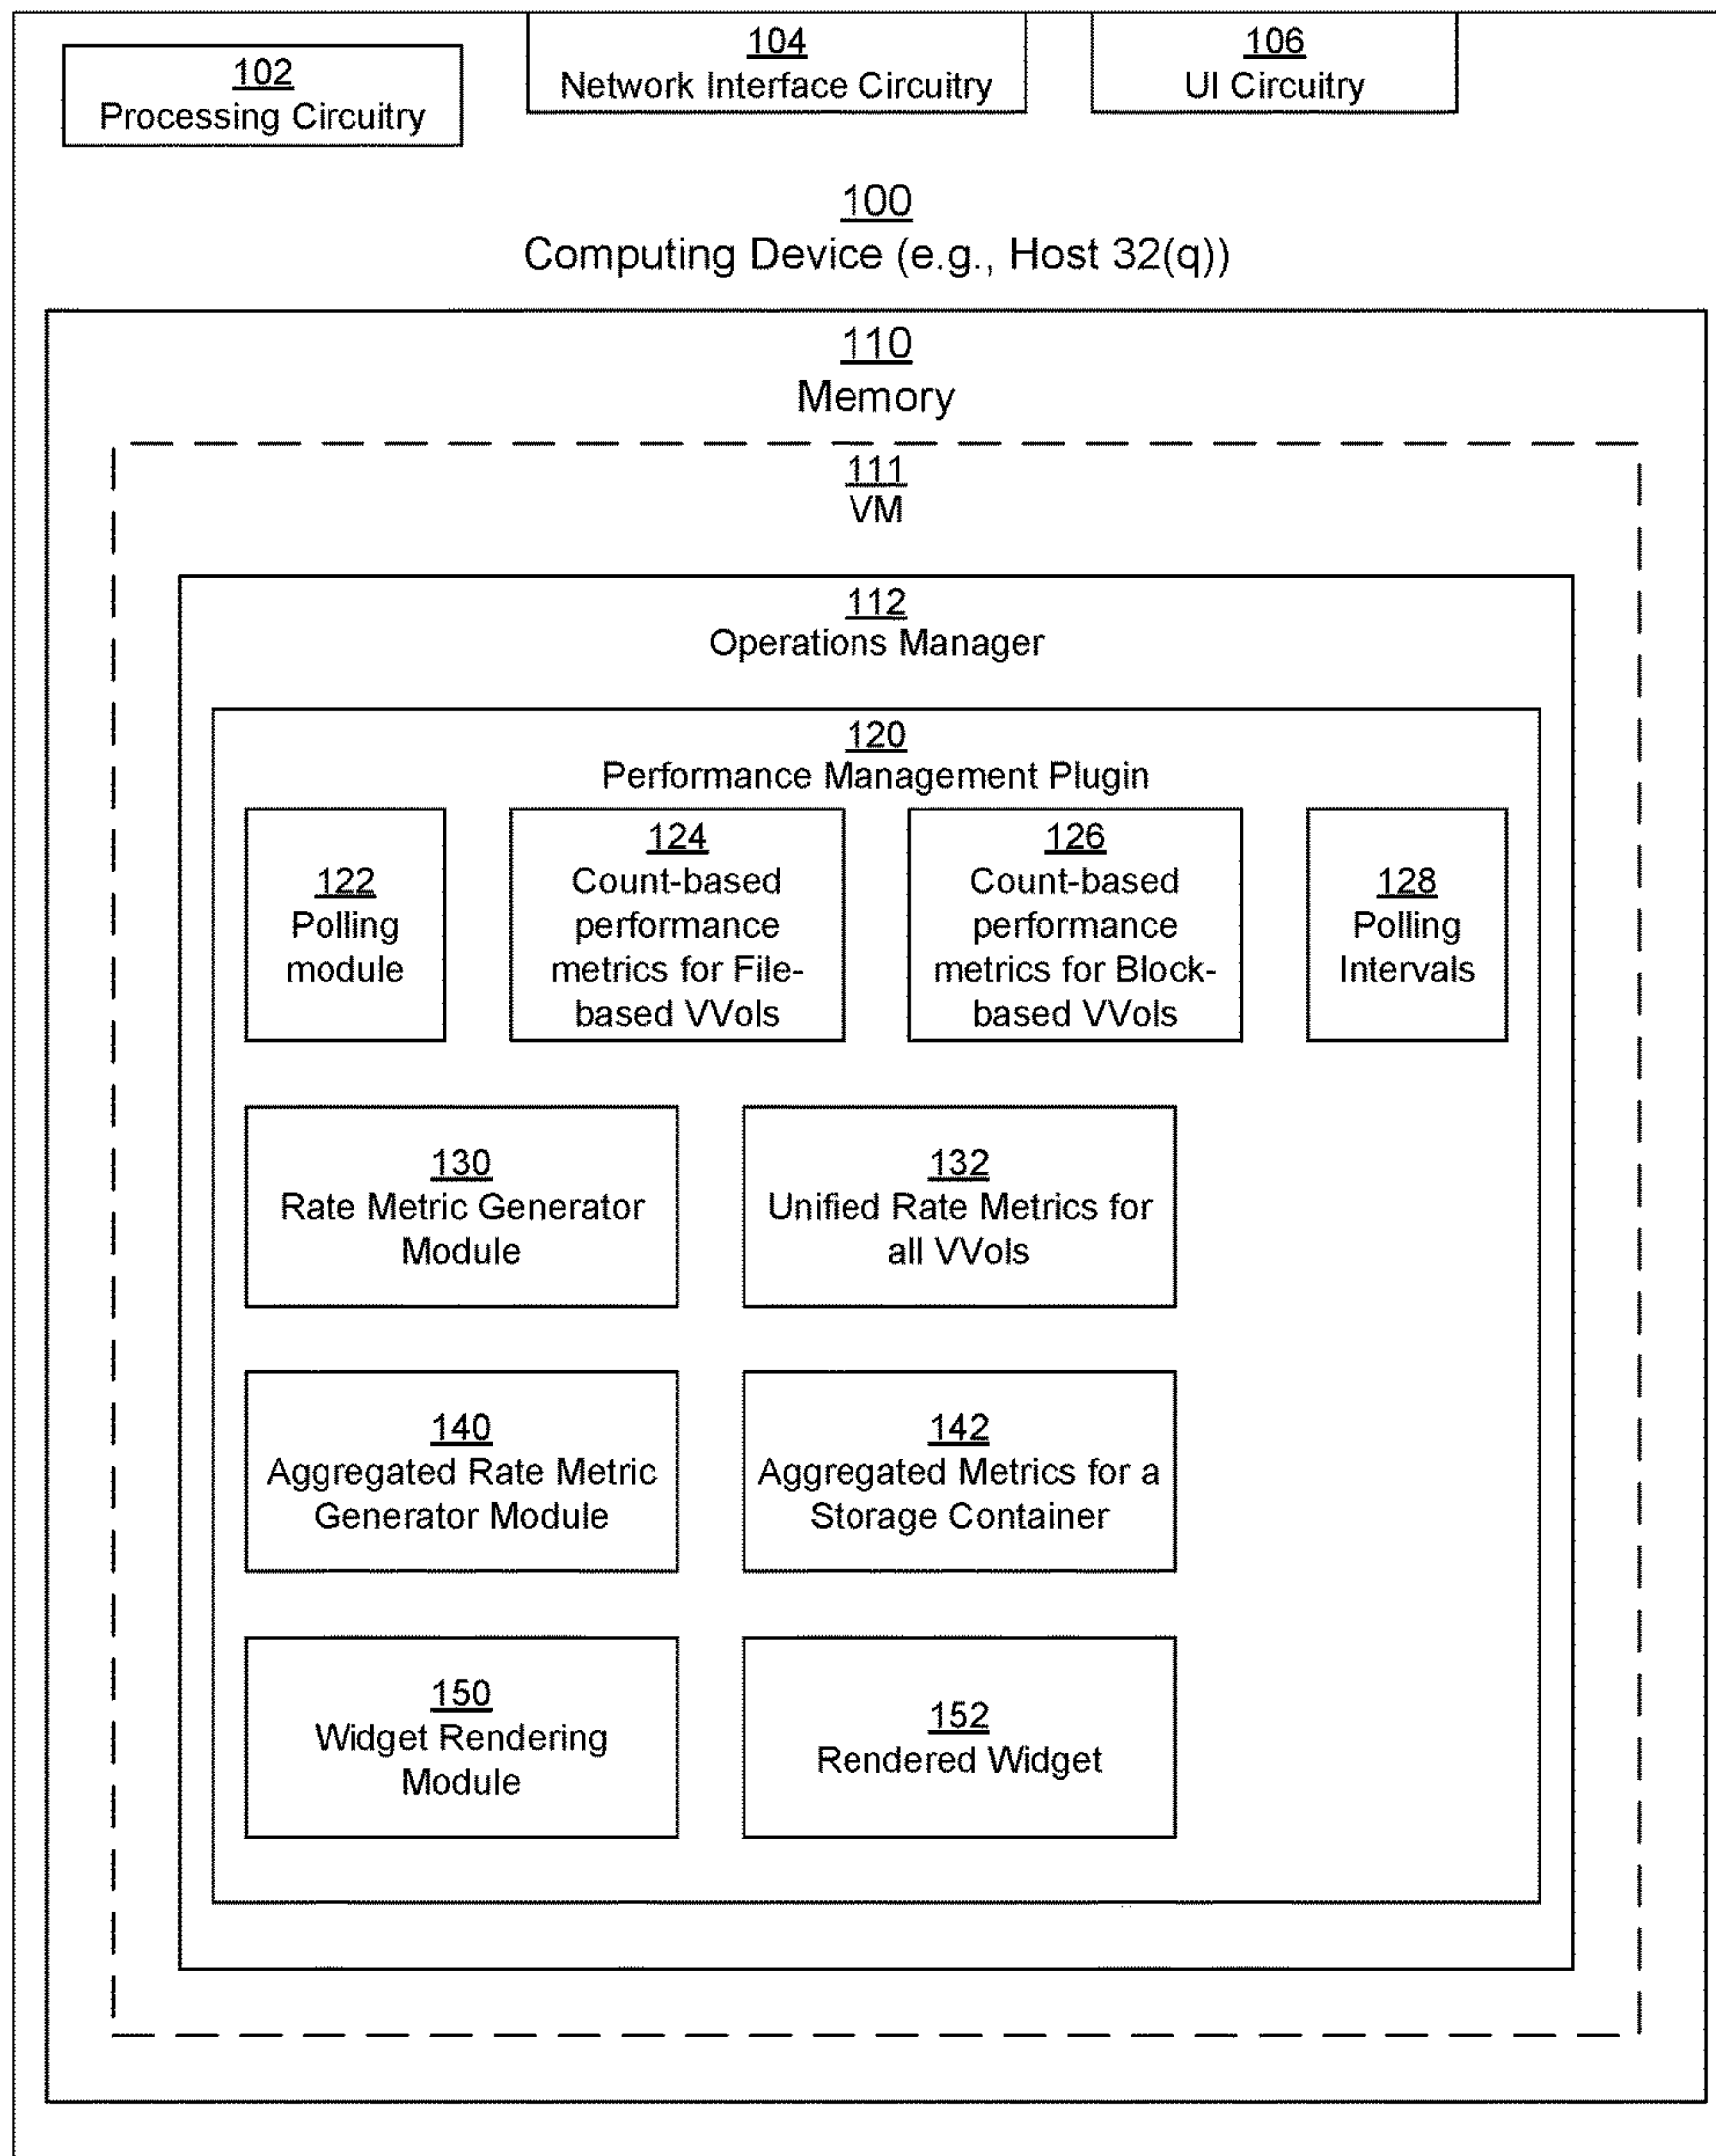 102
Processing Circuitry
104
Network Interface Circuitry
106
UI Circuitry
100
Computing Device (e.g., Host 32(q))
110
Memory
111
VM
112
Operations Manager
120
Performance Management Plugin
122
Polling
module
124
Count-based
performance
metrics for File-
based VVols
126
Count-based
performance
metrics for Block-
based VVols
128
Polling
Intervals
130
Rate Metric Generator
Module
132
Unified Rate Metrics for
all VVols
140
Aggregated Rate Metric
Generator Module
142
Aggregated Metrics for a
Storage Container
150
Widget Rendering
Module
152
Rendered Widget